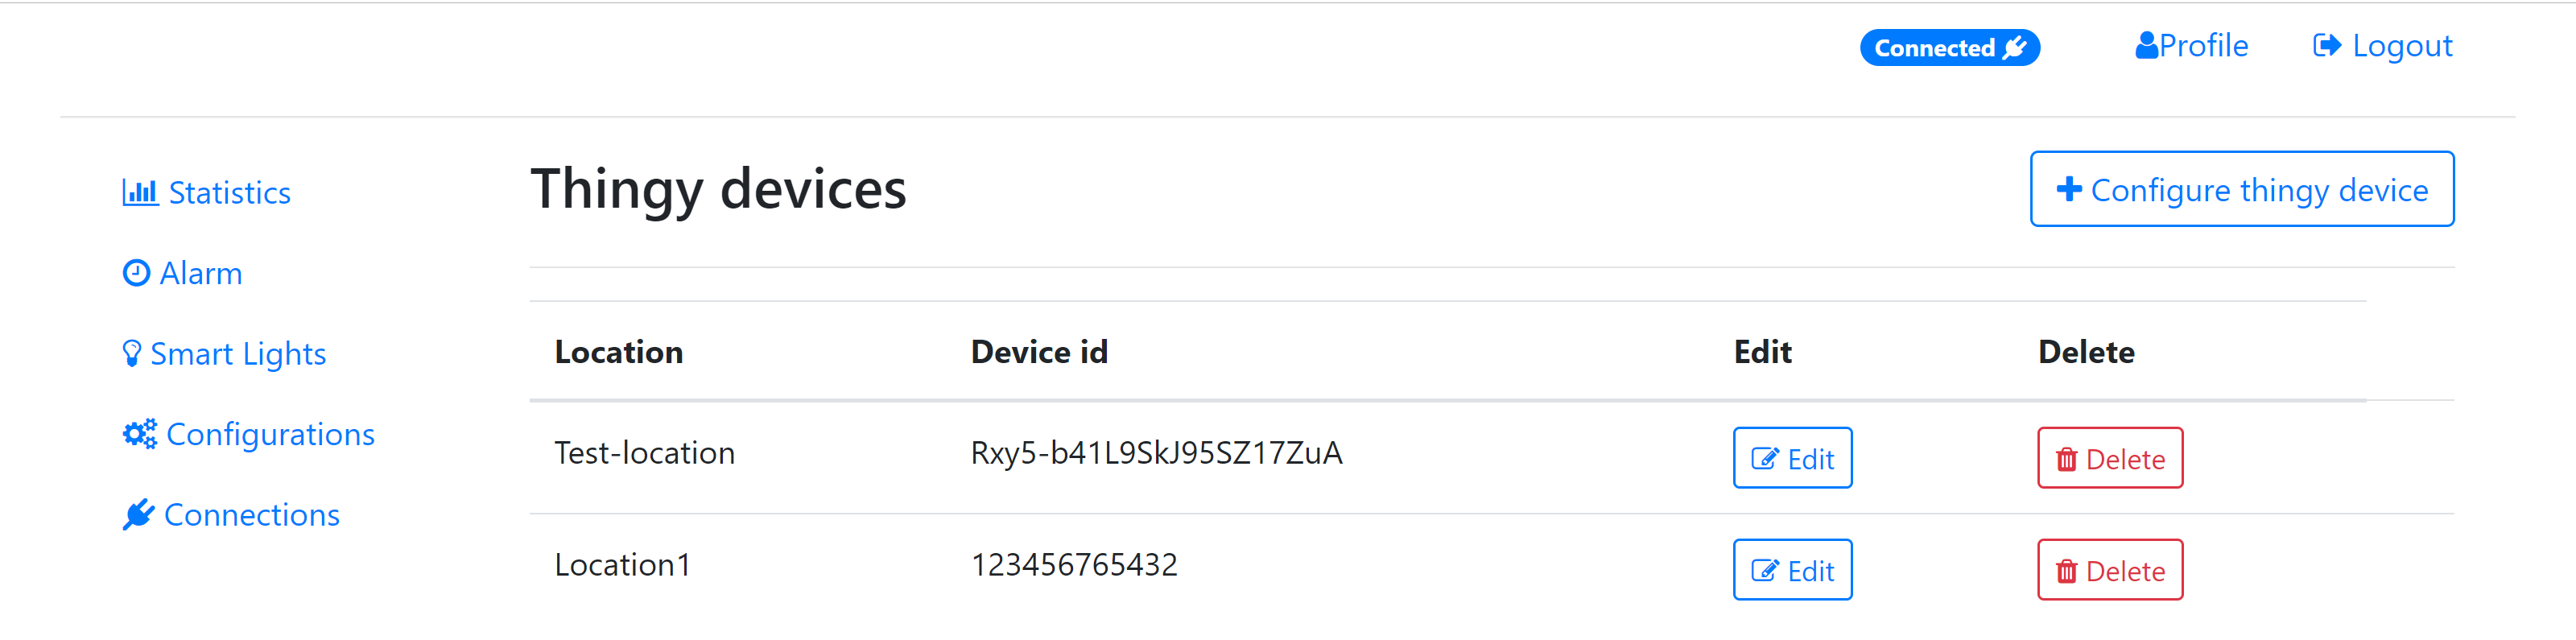 Connected Profile Logout
Thingy devices
Configure thingy device
Statistics
Alarm
Smart Lights
Configurations
Connections
Location Device id Edit Delete
Test-location Rxy5-b41L9SkJ95SZ17ZuA Edit Delete
Location1 123456765432 Edit Delete